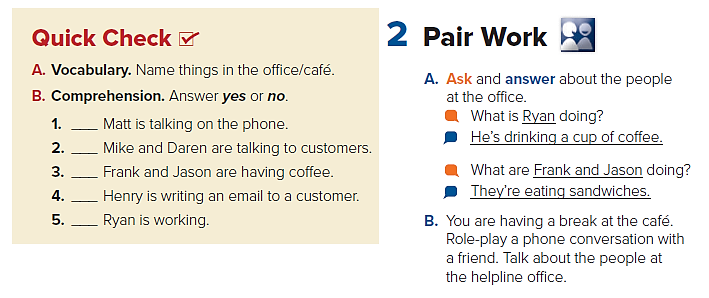 Quick Check
A. Vocabulary. Name things in the office/café.
B. Comprehension. Answer yes or no.
1. ___ Matt is talking on the phone.
2. ___ Mike and Daren are talking to customers.
3. ___ Frank and Jason are having coffee.
4. ___ Henry is writing an email to a customer.
5. ___ Ryan is working.
2 Pair Work
A. Ask and answer about the people
at the office.
What is Ryan doing?
He's drinking a cup of coffee.
What are Frank and Jason doing?
They're eating sandwiches.
B. You are having a break at the café.
Role-play a phone conversation with
a friend. Talk about the people at
the helpline office.